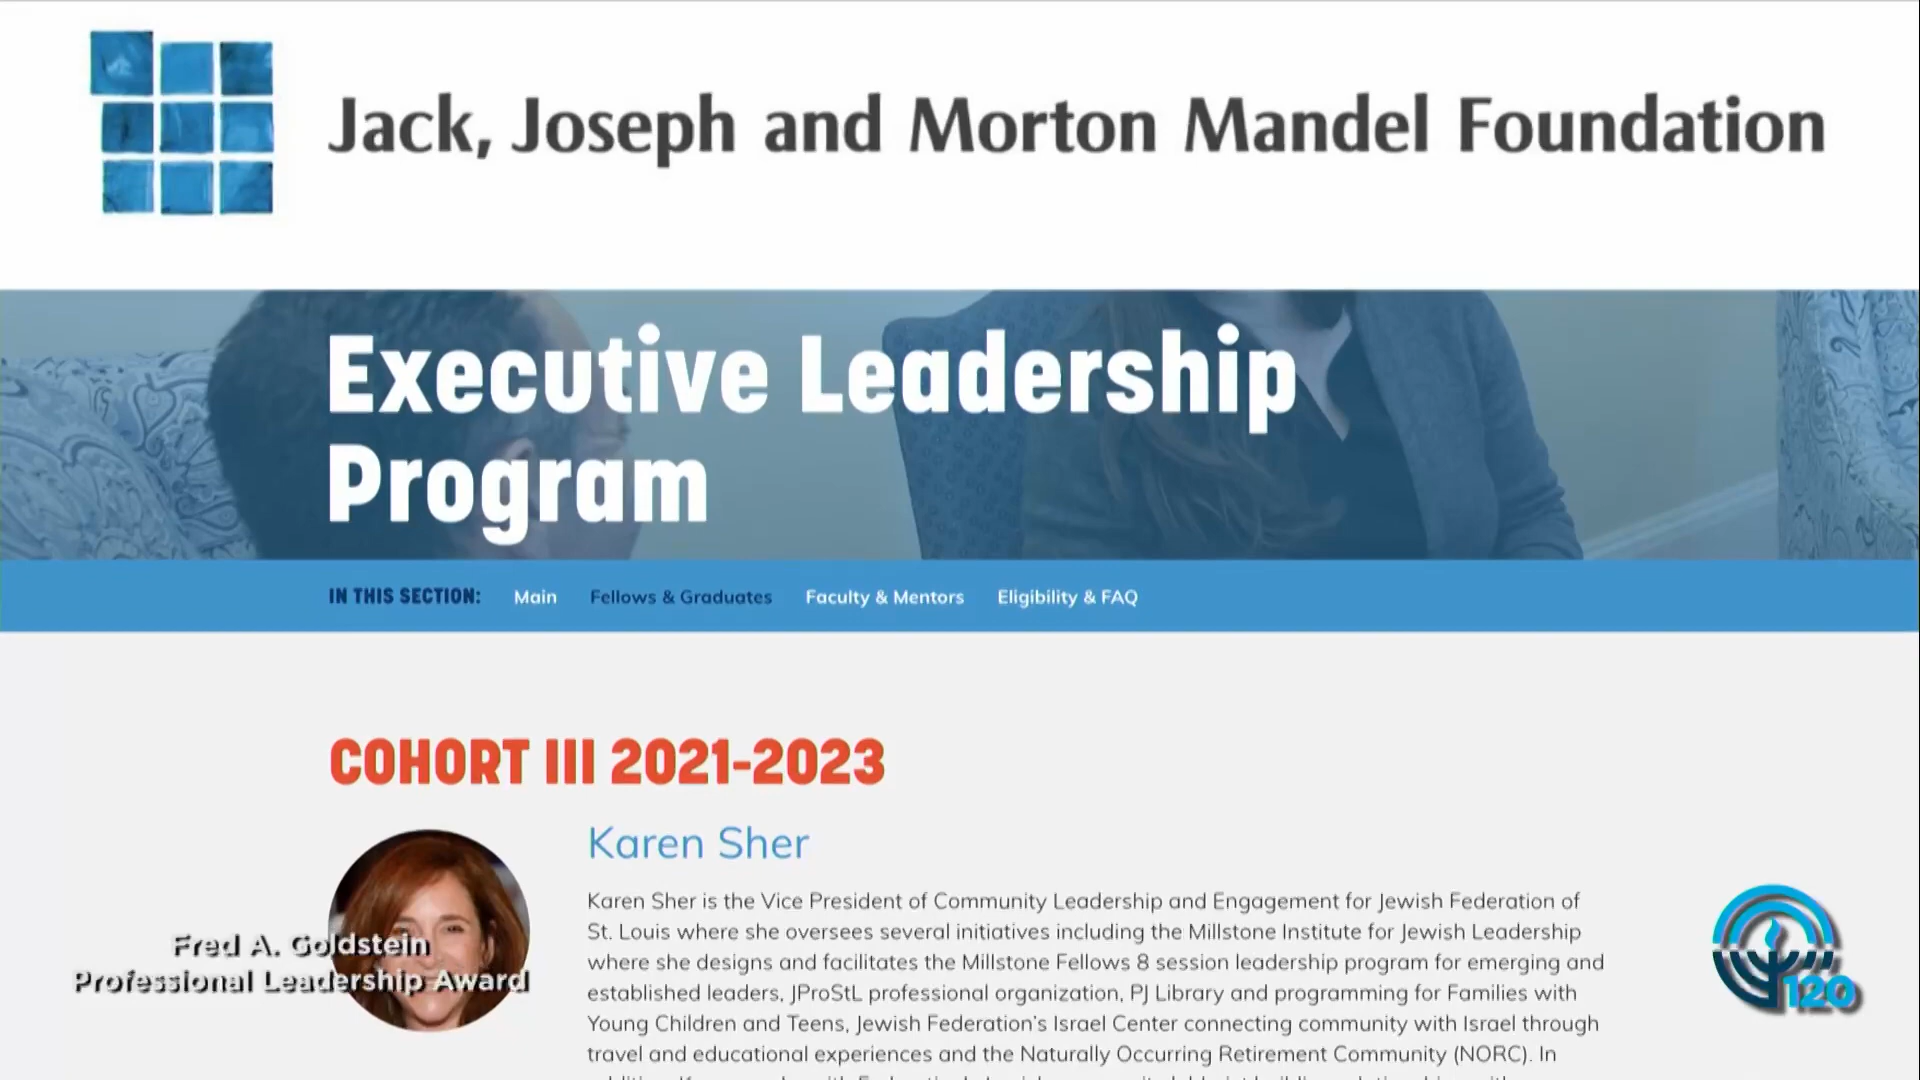 Jack, Joseph and Morton Mandel Foundation
Executive Leadership
Program
IN THIS SECTION: Main Fellows & Graduates Faculty & Mentors Eligibility & FAQ
COHORT III 2021-2023
Karen Sher
Karen Sher is the Vice President of Community Leadership and Engagement for Jewish Federation of
St. Louis where she oversees several initiatives including the Millstone Institute for Jewish Leadership
where she designs and facilitates the Millstone Fellows 8 session leadership program for emerging and
established leaders, JProStL professional organization, PJ Library and programming for Families with
Young Children and Teens, Jewish Federation's Israel Center connecting community with Israel through
travel and educational experiences and the Naturally Occurring Retirement Community (NORC). In
Fred A. Goldstein
Professional Leadership Award
120